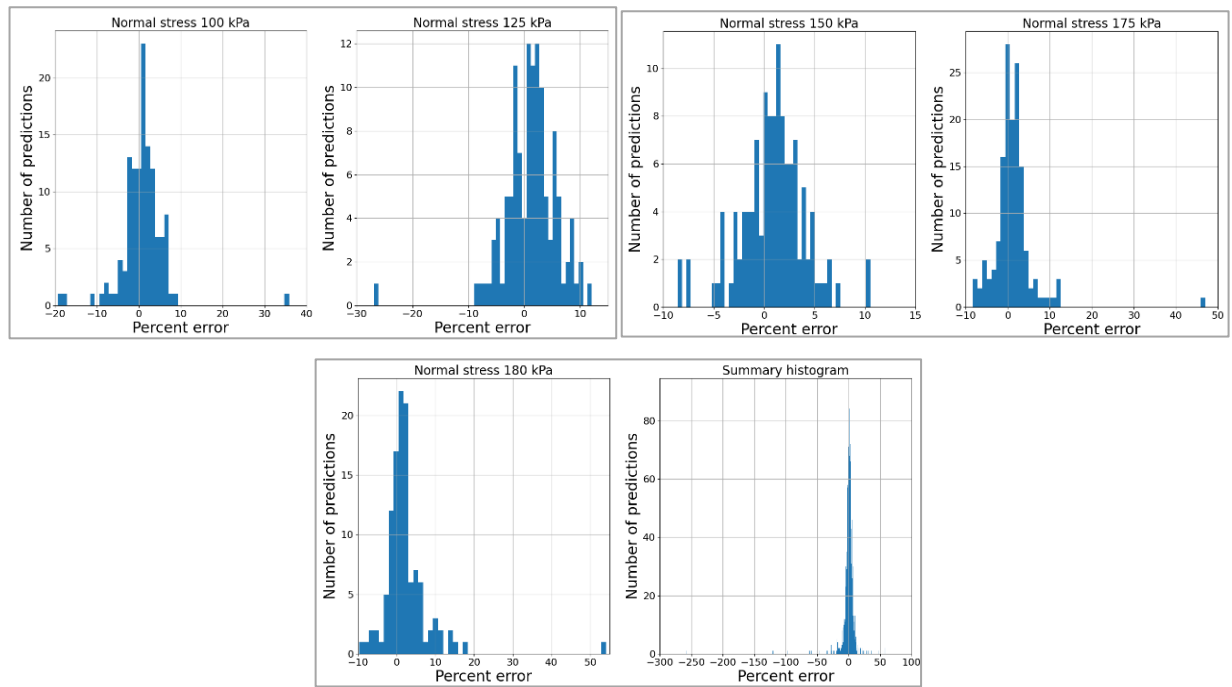 Normal stress 100 kPa
Number of predictions
20
15
10
5
0
-20 -10 0 10 20 30 40
Percent error
Normal stress 125 kPa
Number of predictions
12
10
8
6
4
2
0
-30 -20 -10 0 10
Percent error
Normal stress 150 kPa
Number of predictions
10
8
6
4
2
0
-10 -5 0 5 10 15
Percent error
Normal stress 175 kPa
Number of predictions
25
20
15
10
5
0
-10 0 10 20 30 40 50
Percent error
Normal stress 180 kPa
Number of predictions
20
15
10
5
0
-10 0 10 20 30 40 50
Percent error
Summary histogram
Number of predictions
80
60
40
20
0
-300 -250 -200 -150 -100 -50 0 50 100
Percent error